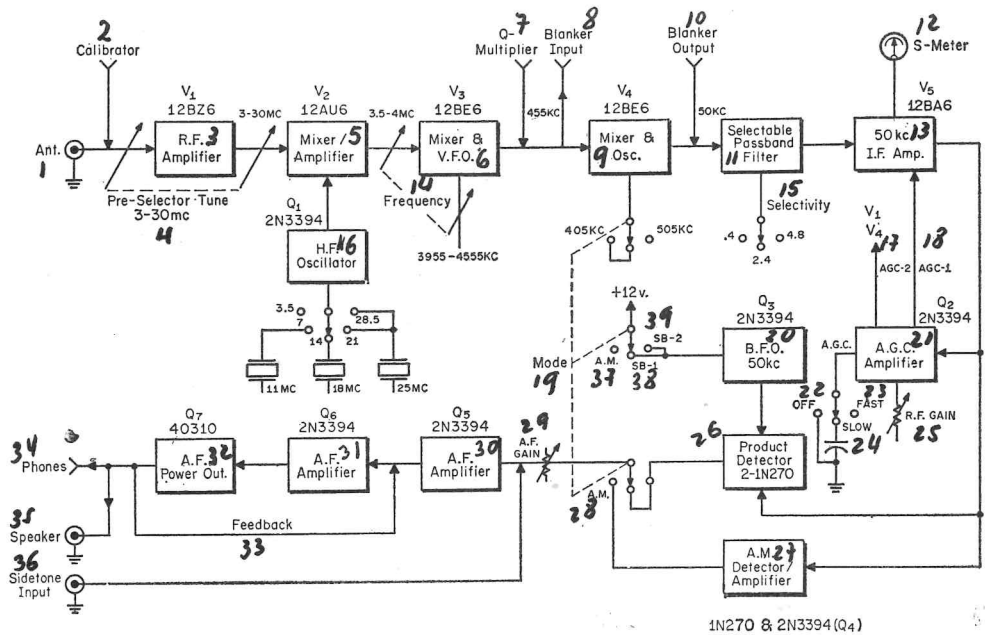 2
Calibrator
Q-7
Multiplier
8
Blanker
Input
10
Blanker
Output
12
S-Meter
V1
12BZ6
V2
12AU6
V3
12BE6
V4
12BE6
V5
12BA6
3-30MC
3.5-4MC
455KC
50KC
Ant.
1
R.F. 3
Amplifier
Mixer/ 5
Amplifier
Mixer &
V.F.O. 6
Mixer &
9 Osc.
Selectable
Passband
11 Filter
50kc 13
I.F. Amp.
Pre-Selector-Tune
3-30mc
4
14
Frequency
3955-4555KC
15
Selectivity
.4
4.8
2.4
405KC
505KC
V1
V4
17
18
AGC-2
AGC-1
Q1
2N3394
H.F. 16
Oscillator
3.5
7
14
21
28.5
11MC
18MC
25MC
+12v.
39
Mode
19
A.M.
37
SB-1
38
SB-2
Q3
2N3394
B.F.O. 20
50kc
Q2
2N3394
A.G.C. 21
Amplifier
A.G.C.
22
OFF
SLOW
23
FAST
24
R.F. GAIN
25
Q7
40310
Q6
2N3394
Q5
2N3394
29
A.F.
GAIN
26
34
Phones
A.F. 32
Power Out.
A.F. 31
Amplifier
A.F. 30
Amplifier
Product
Detector
2-1N270
A.M.
28
35
Speaker
Feedback
33
36
Sidetone
Input
A.M. 27
Detector/
Amplifier
1N270 & 2N3394(Q4)